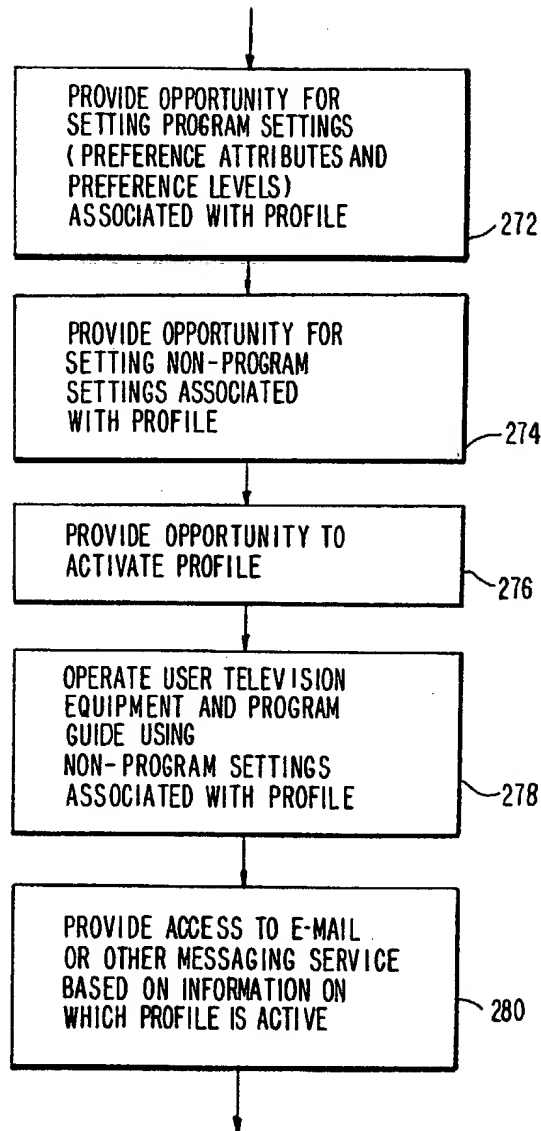 PROVIDE OPPORTUNITY FOR
SETTING PROGRAM SETTINGS
(PREFERENCE ATTRIBUTES AND
PREFERENCE LEVELS)
ASSOCIATED WITH PROFILE
272
PROVIDE OPPORTUNITY FOR
SETTING NON-PROGRAM
SETTINGS ASSOCIATED
WITH PROFILE
274
PROVIDE OPPORTUNITY TO
ACTIVATE PROFILE
276
OPERATE USER TELEVISION
EQUIPMENT AND PROGRAM
GUIDE USING
NON-PROGRAM SETTINGS
ASSOCIATED WITH PROFILE
278
PROVIDE ACCESS TO E-MAIL
OR OTHER MESSAGING SERVICE
BASED ON INFORMATION ON
WHICH PROFILE IS ACTIVE
280